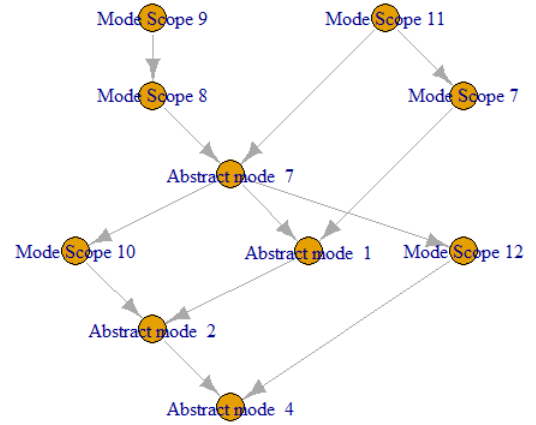 Mode Scope 9
Mode Scope 11
Mode Scope 8
Mode Scope 7
Abstract mode 7
Mode Scope 10
Abstract mode 1
Mode Scope 12
Abstract mode 2
Abstract mode 4